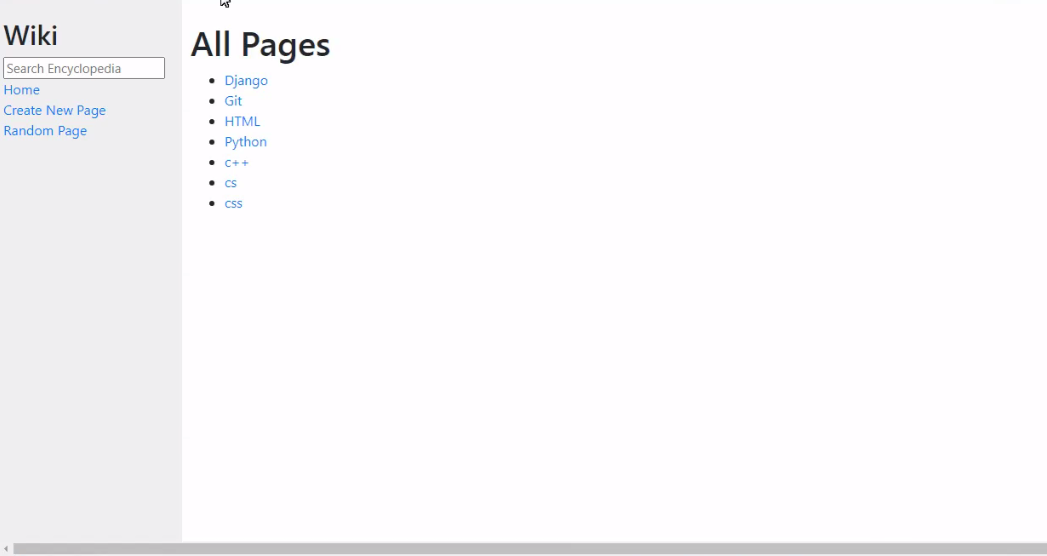 Wiki
Search Encyclopedia
Home
Create New Page
Random Page
All Pages
Django
Git
HTML
Python
c++
cs
css